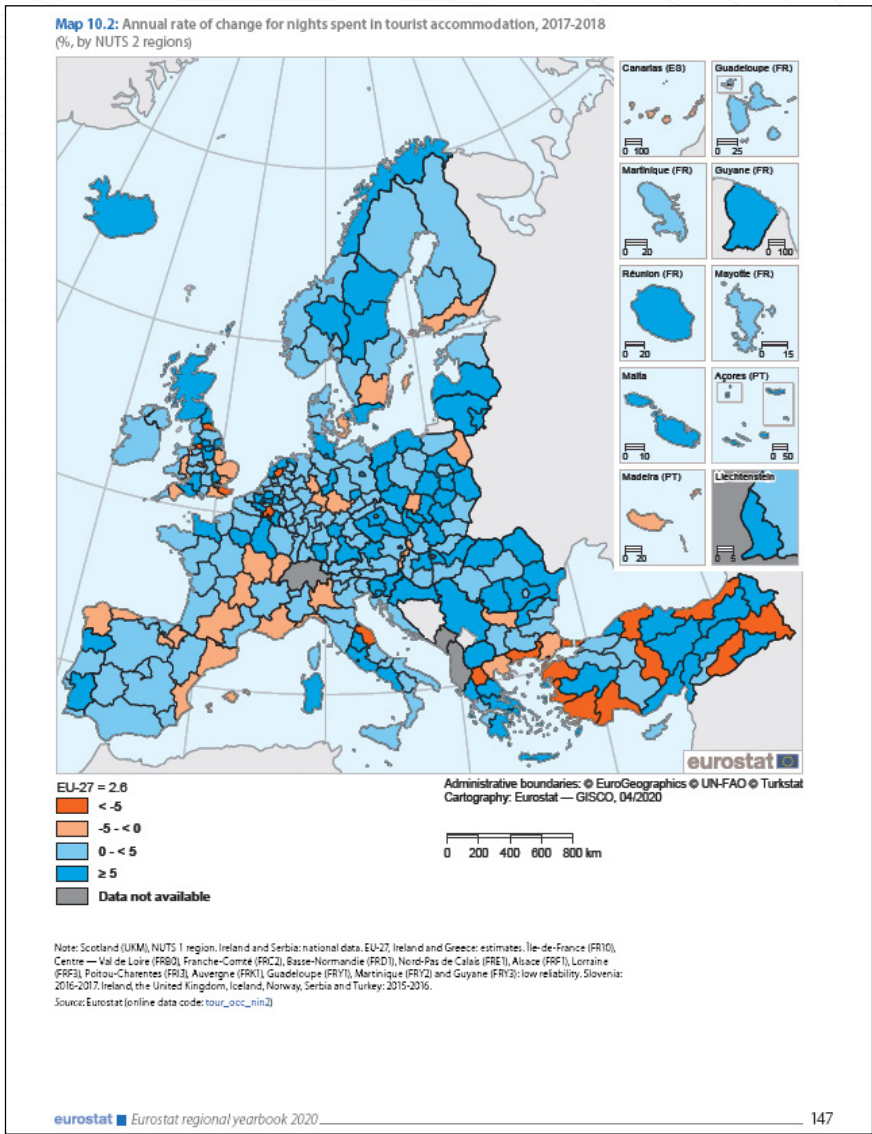 Map 10.2: Annual rate of change for nights spent in tourist accommodation, 2017-2018
(%, by NUTS 2 regions)
Canarias (ES)
0 100
Guadeloupe (FR)
0 25
Martinique (FR)
0 20
Guyane (FR)
0 100
Réunion (FR)
0 20
Mayotte (FR)
0 15
Malta
0 10
Açores (PT)
0 50
Madeira (PT)
0 20
Liechtenstein
0 5
eurostat
EU-27 = 2.6
< -5
-5 - < 0
0 - < 5
≥ 5
Data not available
Administrative boundaries: © EuroGeographics © UN-FAO © Turkstat
Cartography: Eurostat — GISCO, 04/2020
0 200 400 600 800 km
Note: Scotland (UKM), NUTS 1 region. Ireland and Serbia: national data. EU-27, Ireland and Greece: estimates. Île-de-France (FR10),
Centre — Val de Loire (FRB0), Franche-Comté (FRC2), Basse-Normandie (FRD1), Nord-Pas de Calais (FRE1), Alsace (FRF1), Lorraine
(FRF3), Poitou-Charentes (FRI3), Auvergne (FRK1), Guadeloupe (FRY1), Martinique (FRY2) and Guyane (FRY3): low reliability. Slovenia:
2016-2017. Ireland, the United Kingdom, Iceland, Norway, Serbia and Turkey: 2015-2016.
Source: Eurostat (online data code: tour_occ_nin2)
eurostat Eurostat regional yearbook 2020 147